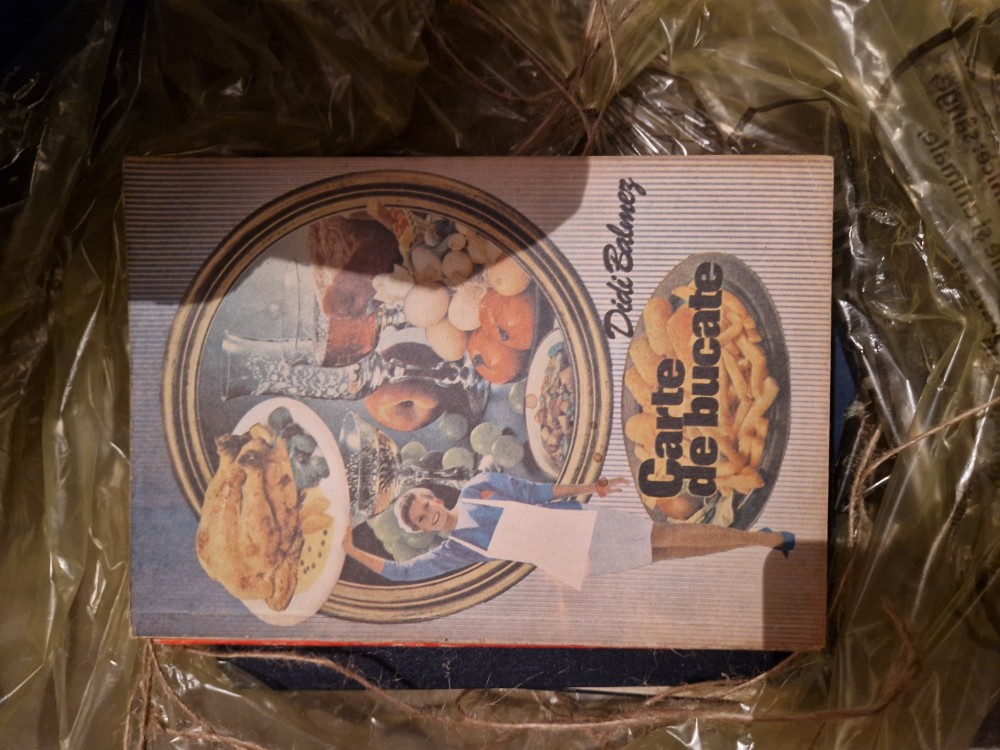 Didi Balmez
Carte
de bucate